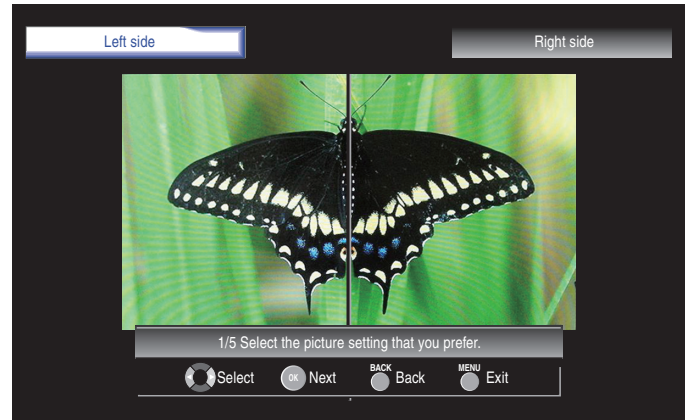 Left side
Right side
1/5 Select the picture setting that you prefer.
Select OK Next BACK Back MENU Exit